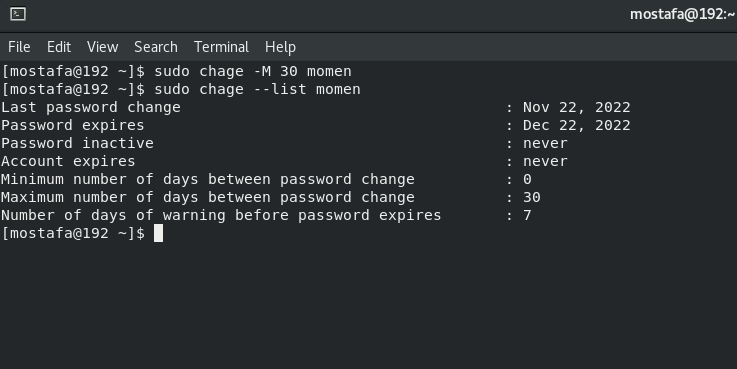 mostafa@192:~
File Edit View Search Terminal Help
[mostafa@192 ~]$ sudo chage -M 30 momen
[mostafa@192 ~]$ sudo chage --list momen
Last password change : Nov 22, 2022
Password expires : Dec 22, 2022
Password inactive : never
Account expires : never
Minimum number of days between password change : 0
Maximum number of days between password change : 30
Number of days of warning before password expires : 7
[mostafa@192 ~]$